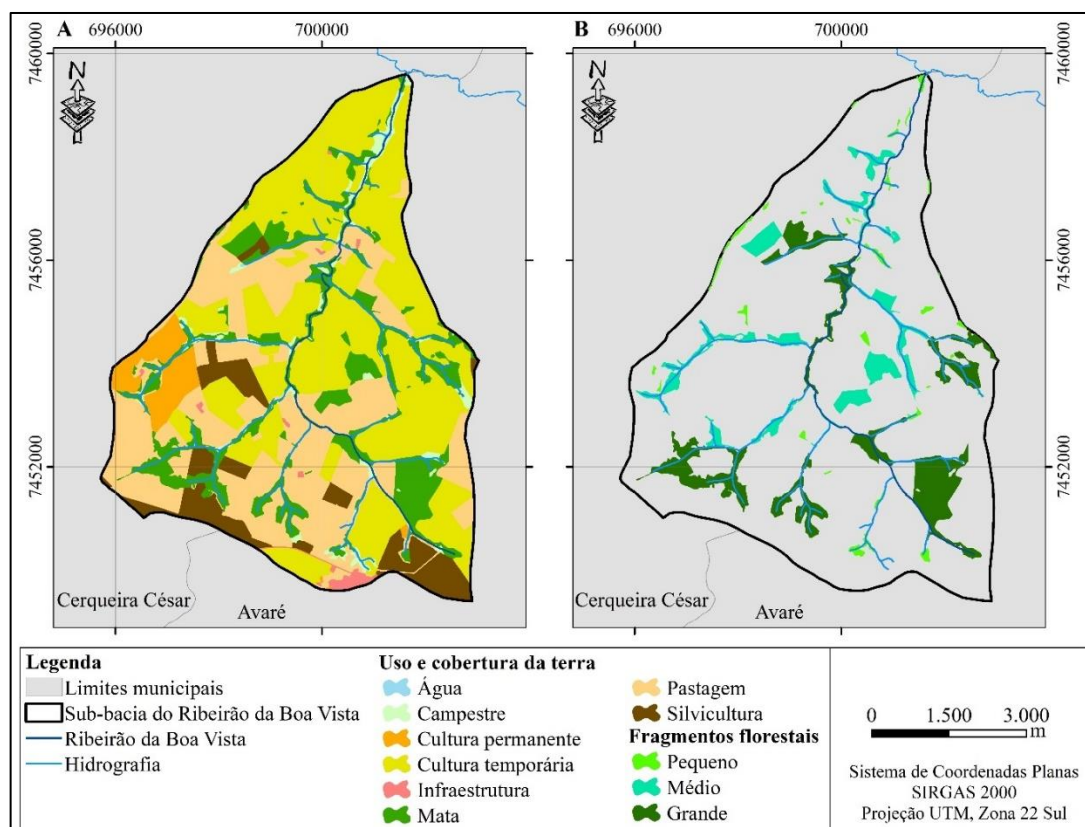 A
696000
700000
B
696000
700000
7460000
7460000
N
N
7456000
7456000
7452000
7452000
Cerqueira César
Avaré
Cerqueira César
Avaré
Legenda
Limites municipais
Sub-bacia do Ribeirão da Boa Vista
Ribeirão da Boa Vista
Hidrografia
Uso e cobertura da terra
Água
Campestre
Cultura permanente
Cultura temporária
Infraestrutura
Mata
Pastagem
Silvicultura
Fragmentos florestais
Pequeno
Médio
Grande
0 1.500 3.000
m
Sistema de Coordenadas Planas
SIRGAS 2000
Projeção UTM, Zona 22 Sul